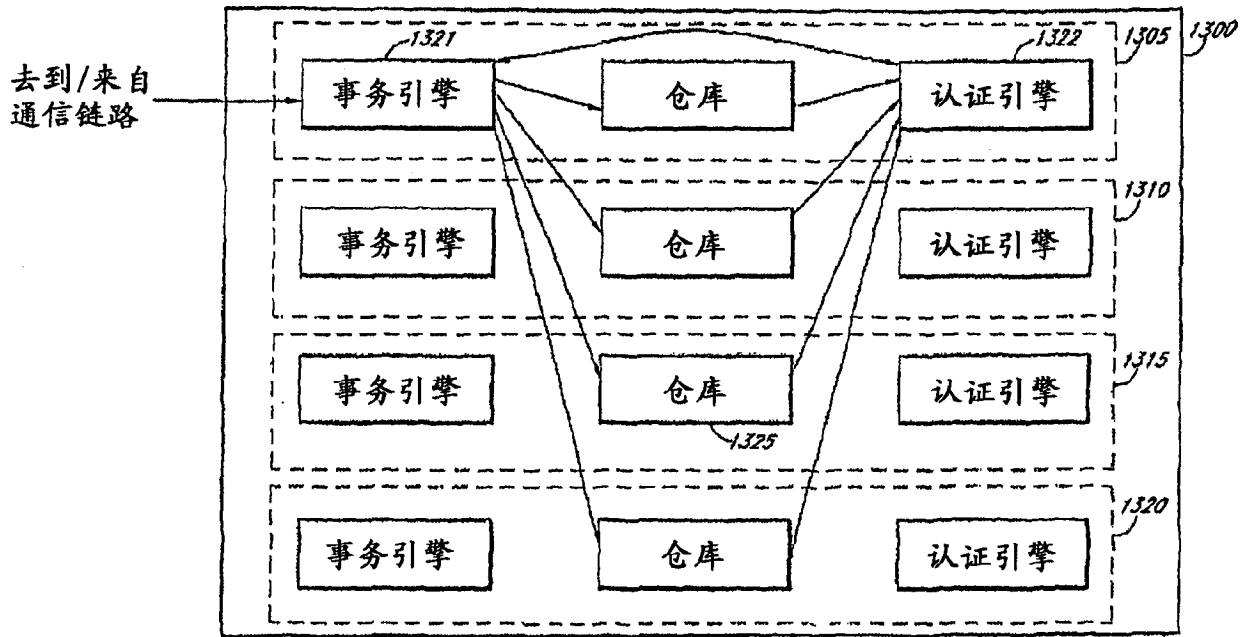 1321
1322
1305
1300
去到/来自
通信链路
事务引擎
仓库
认证引擎
1310
事务引擎
仓库
认证引擎
1315
事务引擎
仓库
认证引擎
1325
1320
事务引擎
仓库
认证引擎